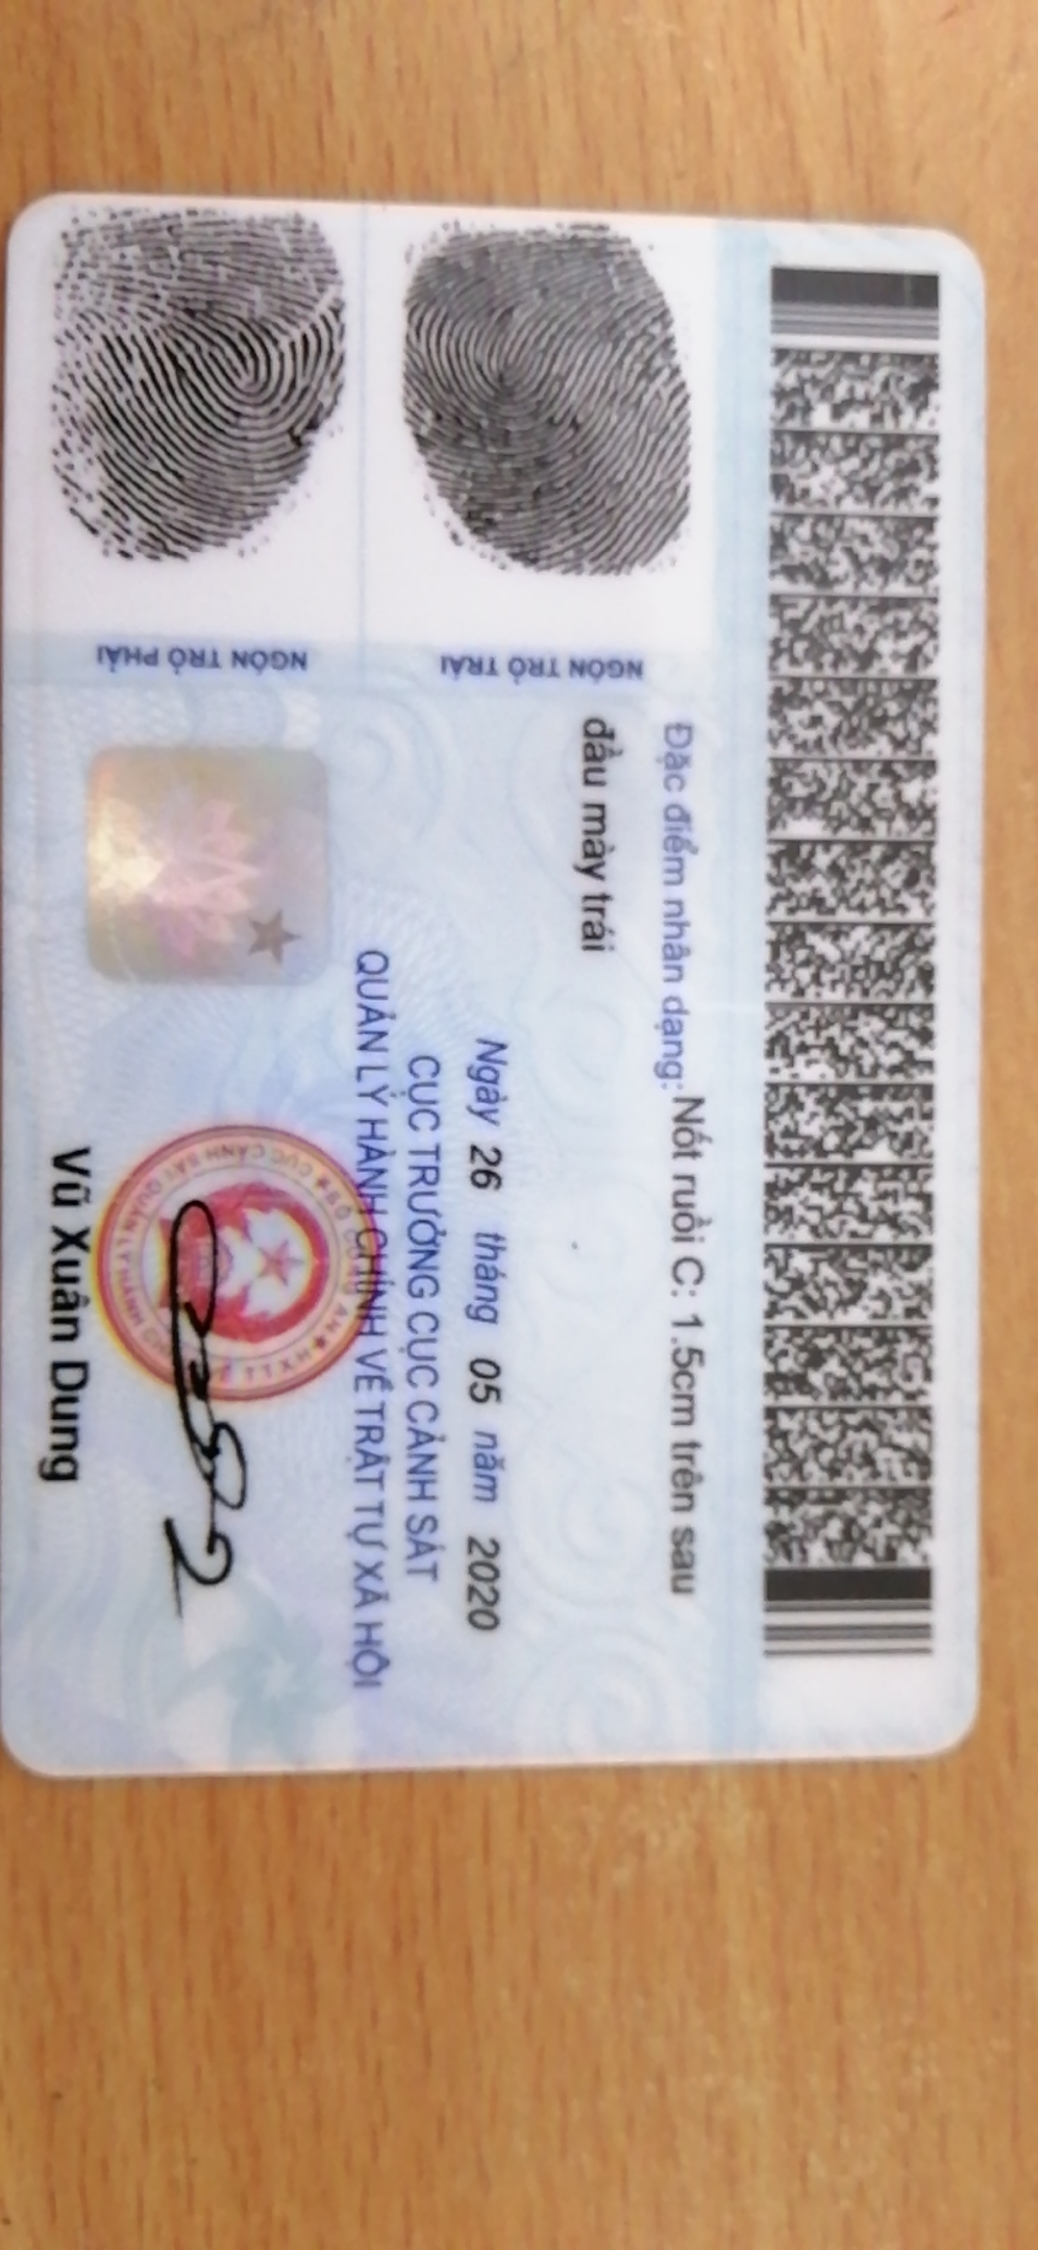 Đặc điểm nhân dạng: Nốt ruồi C: 1.5cm trên sau
đầu mày trái
NGÓN TRỎ TRÁI
NGÓN TRỎ PHẢI
Ngày 26 tháng 05 năm 2020
CỤC TRƯỞNG CỤC CẢNH SÁT
QUẢN LÝ HÀNH CHÍNH VỀ TRẬT TỰ XÃ HỘI
Vũ Xuân Dung